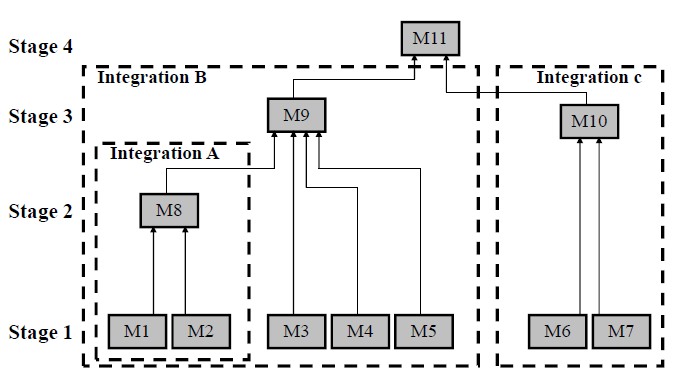 M11
Stage 4
Integration B
Integration c
Stage 3
M9
M10
Integration A
Stage 2
M8
Stage 1
M1
M2
M3
M4
M5
M6
M7